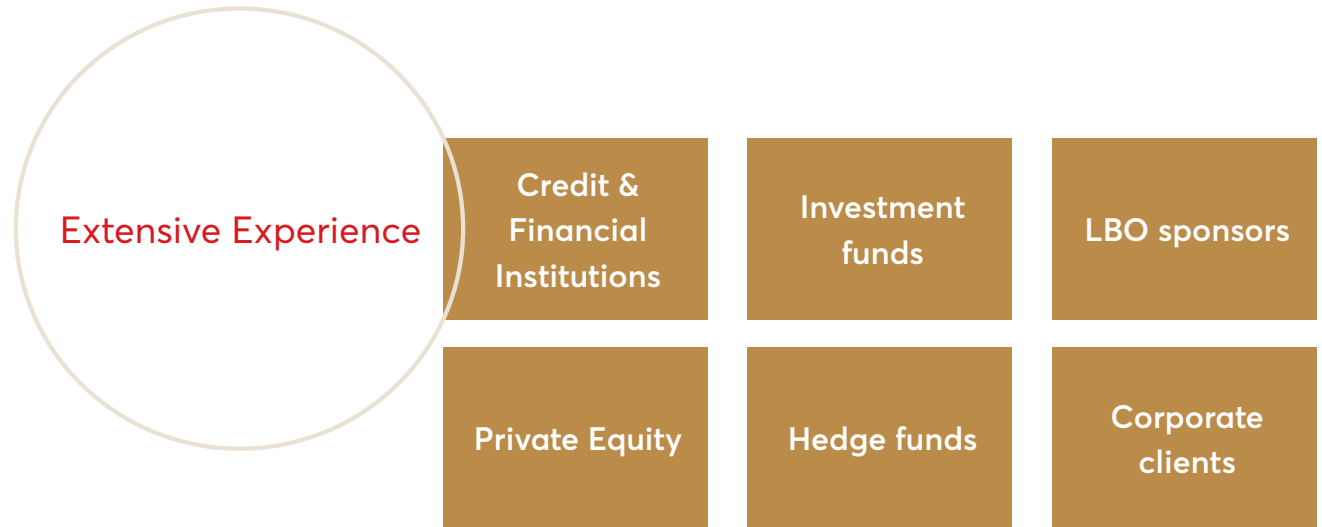 Extensive Experience
Credit &
Financial
Institutions
Investment
funds
LBO sponsors
Private Equity
Hedge funds
Corporate
clients